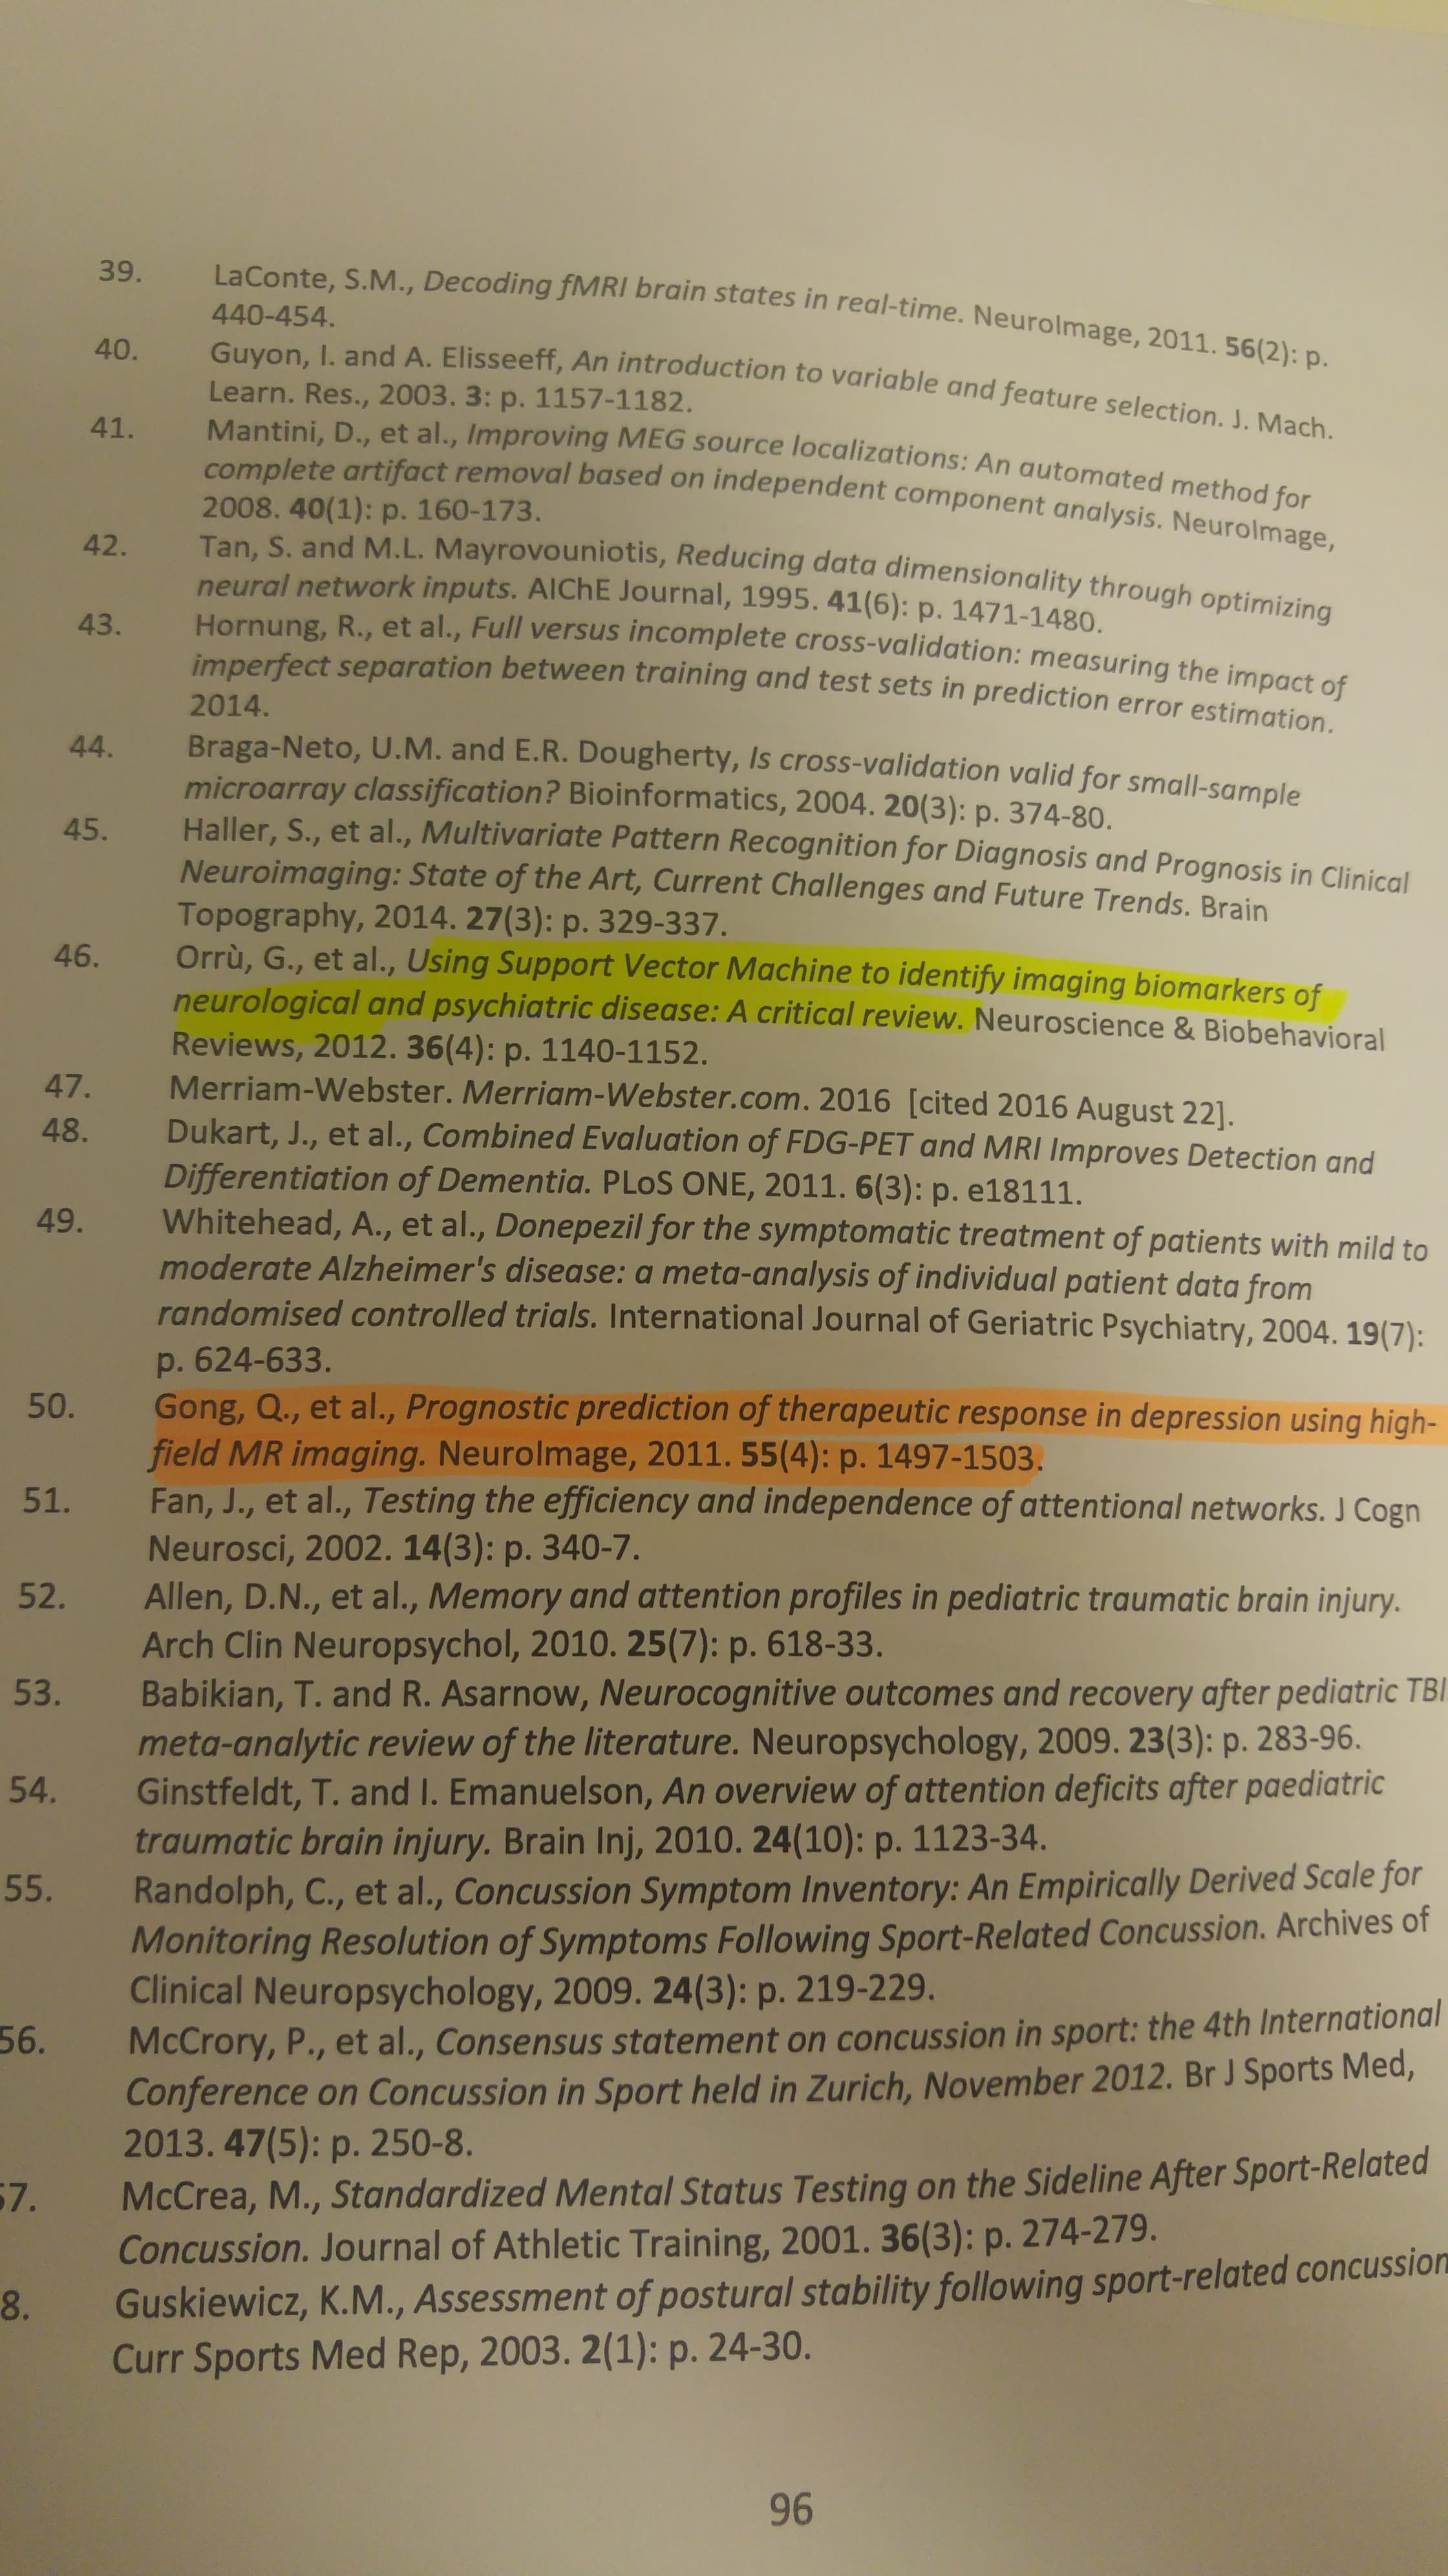 39. LaConte, S.M., Decoding fMRI brain states in real-time. NeuroImage, 2011. 56(2): p.
440-454.
40. Guyon, I. and A. Elisseeff, An introduction to variable and feature selection. J. Mach.
Learn. Res., 2003. 3: p. 1157-1182.
41. Mantini, D., et al., Improving MEG source localizations: An automated method for
complete artifact removal based on independent component analysis. NeuroImage,
2008. 40(1): p. 160-173.
42. Tan, S. and M.L. Mayrovouniotis, Reducing data dimensionality through optimizing
neural network inputs. AIChE Journal, 1995. 41(6): p. 1471-1480.
43. Hornung, R., et al., Full versus incomplete cross-validation: measuring the impact of
imperfect separation between training and test sets in prediction error estimation.
2014.
44. Braga-Neto, U.M. and E.R. Dougherty, Is cross-validation valid for small-sample
microarray classification? Bioinformatics, 2004. 20(3): p. 374-80.
45. Haller, S., et al., Multivariate Pattern Recognition for Diagnosis and Prognosis in Clinical
Neuroimaging: State of the Art, Current Challenges and Future Trends. Brain
Topography, 2014. 27(3): p. 329-337.
46. Orrù, G., et al., Using Support Vector Machine to identify imaging biomarkers of
neurological and psychiatric disease: A critical review. Neuroscience & Biobehavioral
Reviews, 2012. 36(4): p. 1140-1152.
47. Merriam-Webster. Merriam-Webster.com. 2016 [cited 2016 August 22].
48. Dukart, J., et al., Combined Evaluation of FDG-PET and MRI Improves Detection and
Differentiation of Dementia. PLoS ONE, 2011. 6(3): p. e18111.
49. Whitehead, A., et al., Donepezil for the symptomatic treatment of patients with mild to
moderate Alzheimer's disease: a meta-analysis of individual patient data from
randomised controlled trials. International Journal of Geriatric Psychiatry, 2004. 19(7):
p. 624-633.
50. Gong, Q., et al., Prognostic prediction of therapeutic response in depression using high-
field MR imaging. NeuroImage, 2011. 55(4): p. 1497-1503.
51. Fan, J., et al., Testing the efficiency and independence of attentional networks. J Cogn
Neurosci, 2002. 14(3): p. 340-7.
52. Allen, D.N., et al., Memory and attention profiles in pediatric traumatic brain injury.
Arch Clin Neuropsychol, 2010. 25(7): p. 618-33.
53. Babikian, T. and R. Asarnow, Neurocognitive outcomes and recovery after pediatric TBI
meta-analytic review of the literature. Neuropsychology, 2009. 23(3): p. 283-96.
54. Ginstfeldt, T. and I. Emanuelson, An overview of attention deficits after paediatric
traumatic brain injury. Brain Inj, 2010. 24(10): p. 1123-34.
55. Randolph, C., et al., Concussion Symptom Inventory: An Empirically Derived Scale for
Monitoring Resolution of Symptoms Following Sport-Related Concussion. Archives of
Clinical Neuropsychology, 2009. 24(3): p. 219-229.
56. McCrory, P., et al., Consensus statement on concussion in sport: the 4th International
Conference on Concussion in Sport held in Zurich, November 2012. Br J Sports Med,
2013. 47(5): p. 250-8.
57. McCrea, M., Standardized Mental Status Testing on the Sideline After Sport-Related
Concussion. Journal of Athletic Training, 2001. 36(3): p. 274-279.
8. Guskiewicz, K.M., Assessment of postural stability following sport-related concussion
Curr Sports Med Rep, 2003. 2(1): p. 24-30.
96